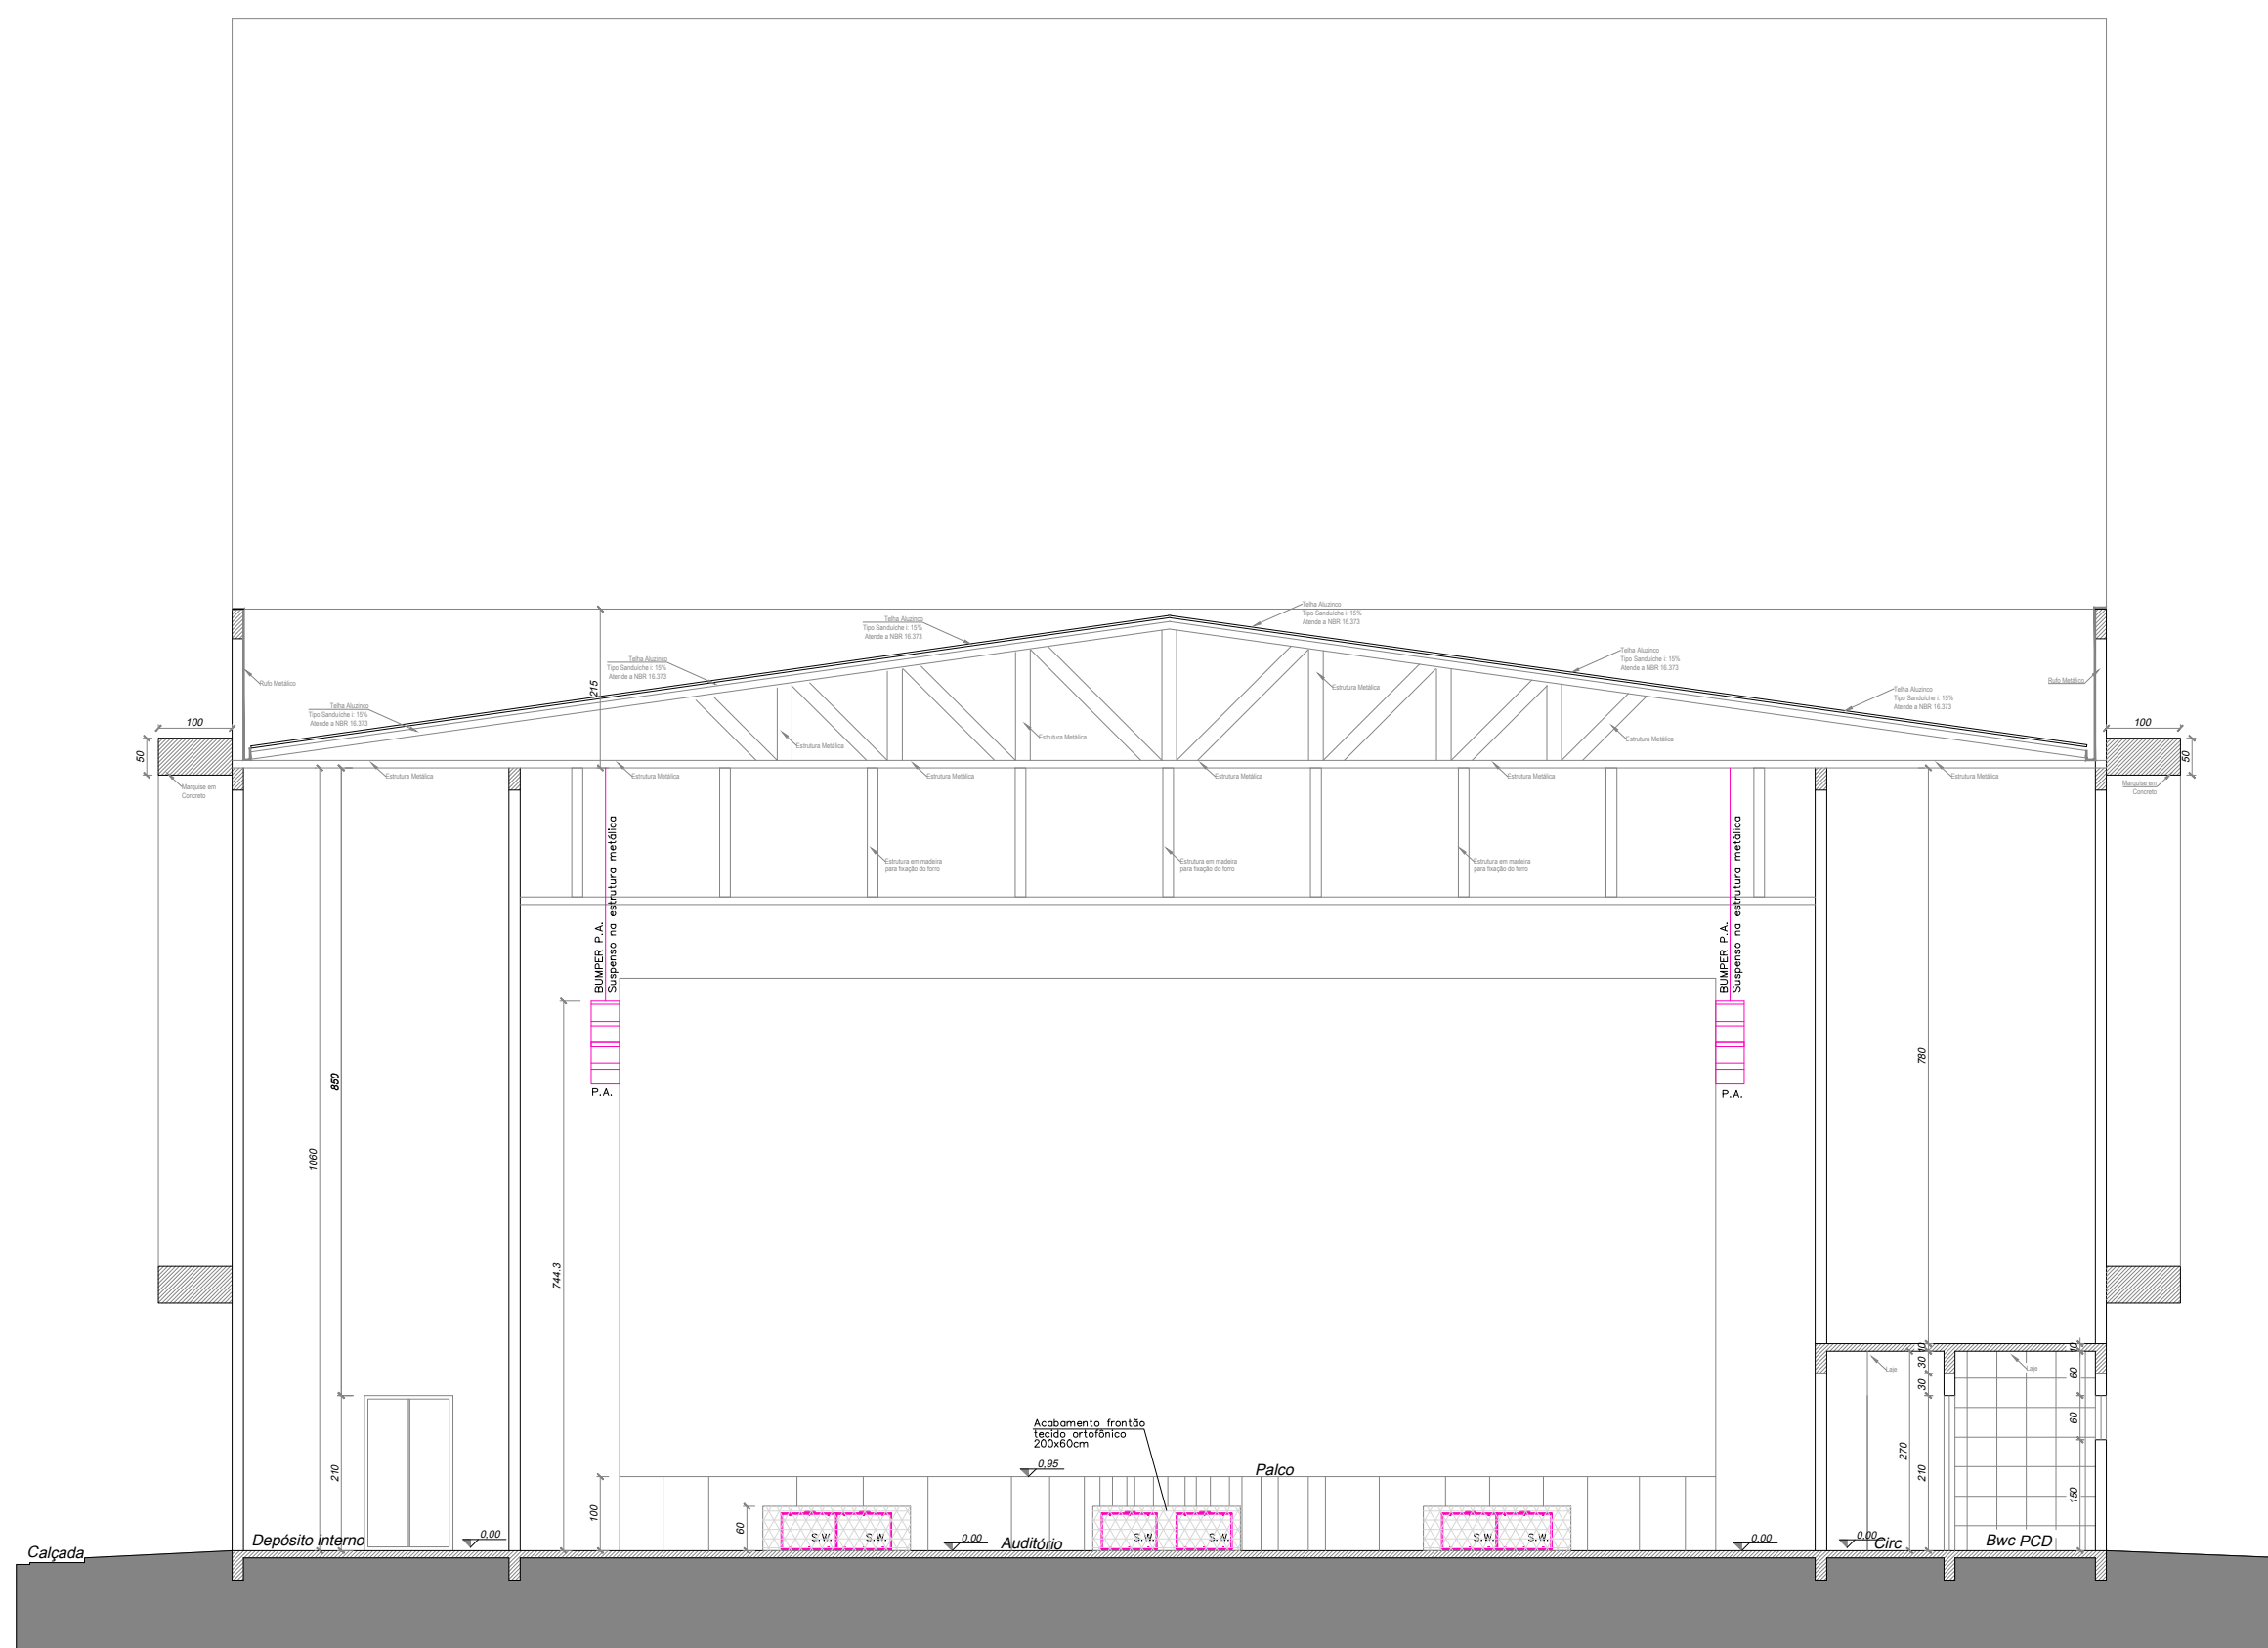 Telha Aluzinco
Tipo Sanduíche i: 15%
Atende a NBR 16.373
Telha Aluzinco
Tipo Sanduíche i: 15%
Atende a NBR 16.373
Telha Aluzinco
Tipo Sanduíche i: 15%
Atende a NBR 16.373
Telha Aluzinco
Tipo Sanduíche i: 15%
Atende a NBR 16.373
Telha Aluzinco
Tipo Sanduíche i: 15%
Atende a NBR 16.373
Telha Aluzinco
Tipo Sanduíche i: 15%
Atende a NBR 16.373
Rufo Metálico
Rufo Metálico
215
Estrutura Metálica
Estrutura Metálica
Estrutura Metálica
Estrutura Metálica
100
50
100
50
Marquise em
Concreto
Marquise em
Concreto
Estrutura Metálica
Estrutura Metálica
Estrutura Metálica
Estrutura Metálica
Estrutura Metálica
Estrutura Metálica
Estrutura em madeira
para fixação do forro
Estrutura em madeira
para fixação do forro
Estrutura em madeira
para fixação do forro
BUMPER P.A.
Suspenso na estrutura metálica
BUMPER P.A.
Suspenso na estrutura metálica
P.A.
P.A.
850
1060
744.3
780
210
100
60
Acabamento frontão
tecido ortofônico
200x60cm
0,95
Palco
S.W.
S.W.
S.W.
S.W.
S.W.
S.W.
Laje
Laje
10
30
30
270
210
10
60
60
150
Calçada
Depósito interno
0,00
0,00
Auditório
0,00
0,00
Circ
Bwc PCD